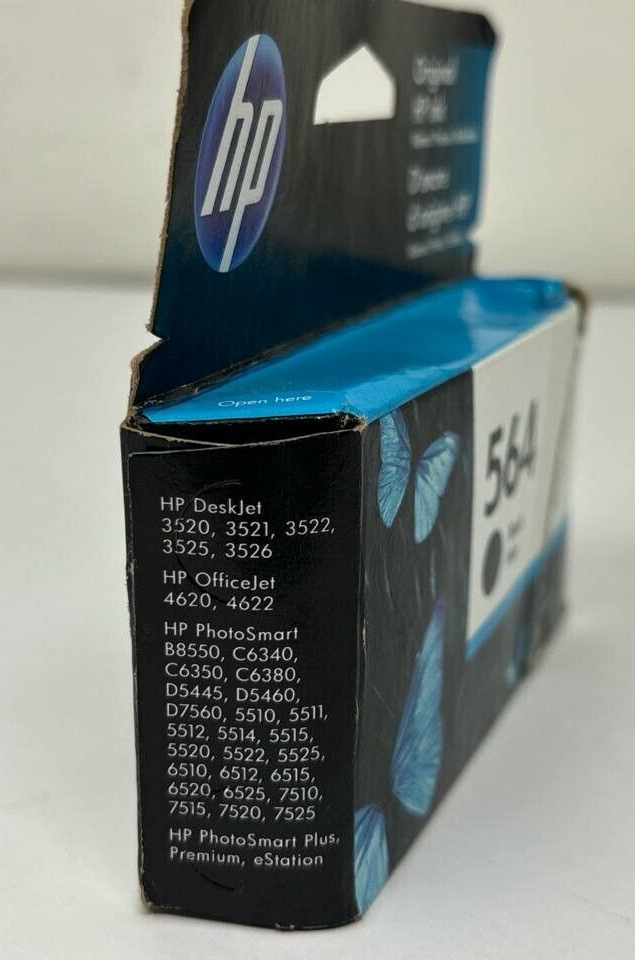 hp
Original
HP Ink
Open here
564
HP DeskJet
3520, 3521, 3522,
3525, 3526
HP OfficeJet
4620, 4622
HP PhotoSmart
B8550, C6340,
C6350, C6380,
D5445, D5460,
D7560, 5510, 5511,
5512, 5514, 5515,
5520, 5522, 5525,
6510, 6512, 6515,
6520, 6525, 7510,
7515, 7520, 7525
HP PhotoSmart Plus,
Premium, eStation